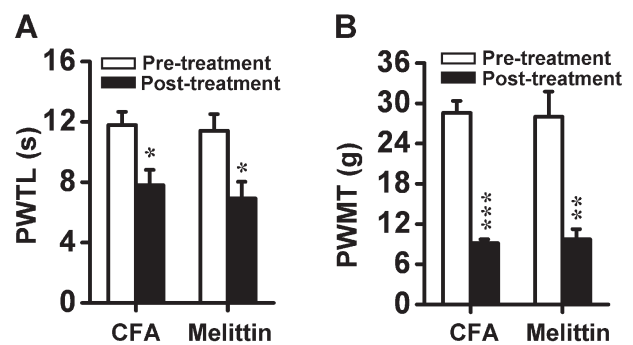 A
Pre-treatment
Post-treatment
PWTL (s)
16
12
8
4
0
*
*
CFA Melittin
B
Pre-treatment
Post-treatment
PWMT (g)
36
30
24
18
12
6
0
***
**
CFA Melittin